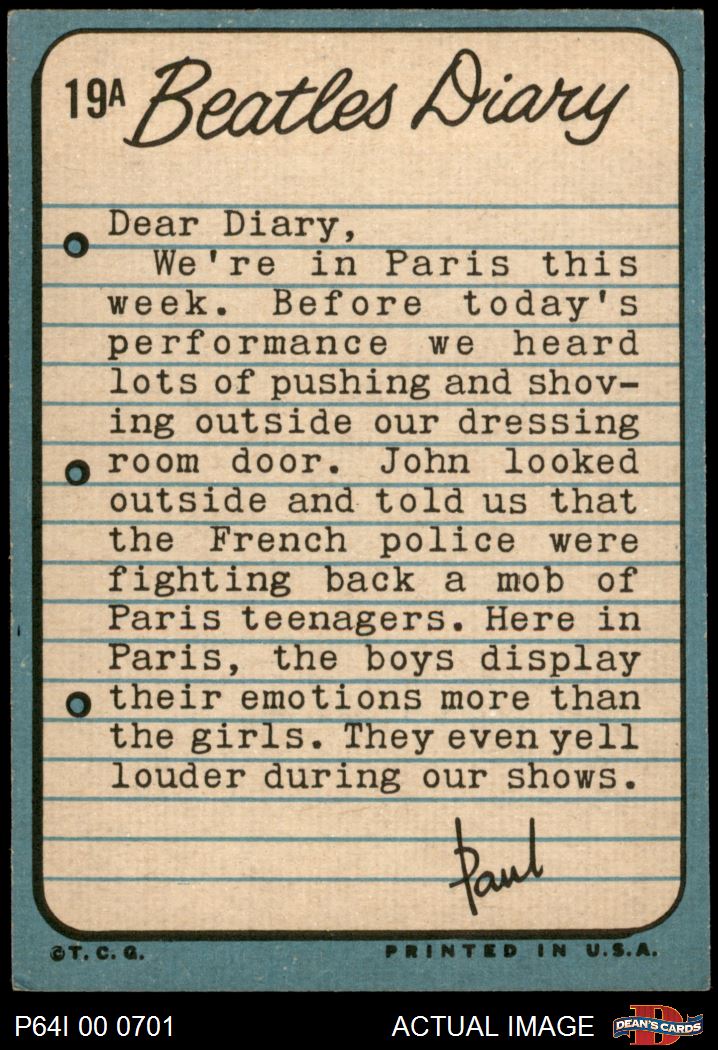 19A Beatles Diary
Dear Diary,
We're in Paris this
week. Before today's
performance we heard
lots of pushing and shov-
ing outside our dressing
room door. John looked
outside and told us that
the French police were
fighting back a mob of
Paris teenagers. Here in
Paris, the boys display
their emotions more than
the girls. They even yell
louder during our shows.
Paul
©T.C.G. PRINTED IN U.S.A.
P64I 00 0701 ACTUAL IMAGE D DEAN'S CARDS